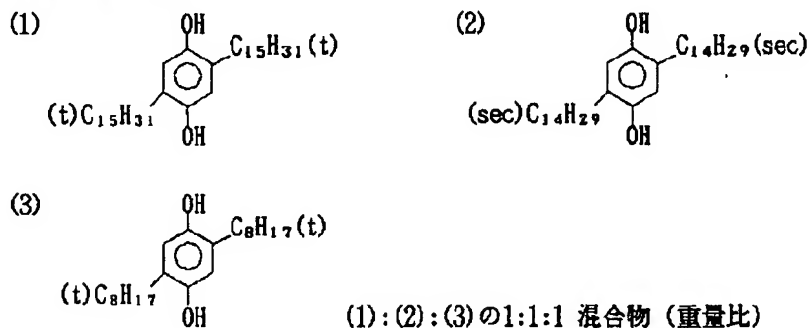 (1)
OH
C₁₅H₃₁(t)
(t)C₁₅H₃₁
OH
(2)
OH
C₁₄H₂₉(sec)
(sec)C₁₄H₂₉
OH
(3)
OH
C₈H₁₇(t)
(t)C₈H₁₇
OH
(1):(2):(3)の1:1:1 混合物 (重量比)